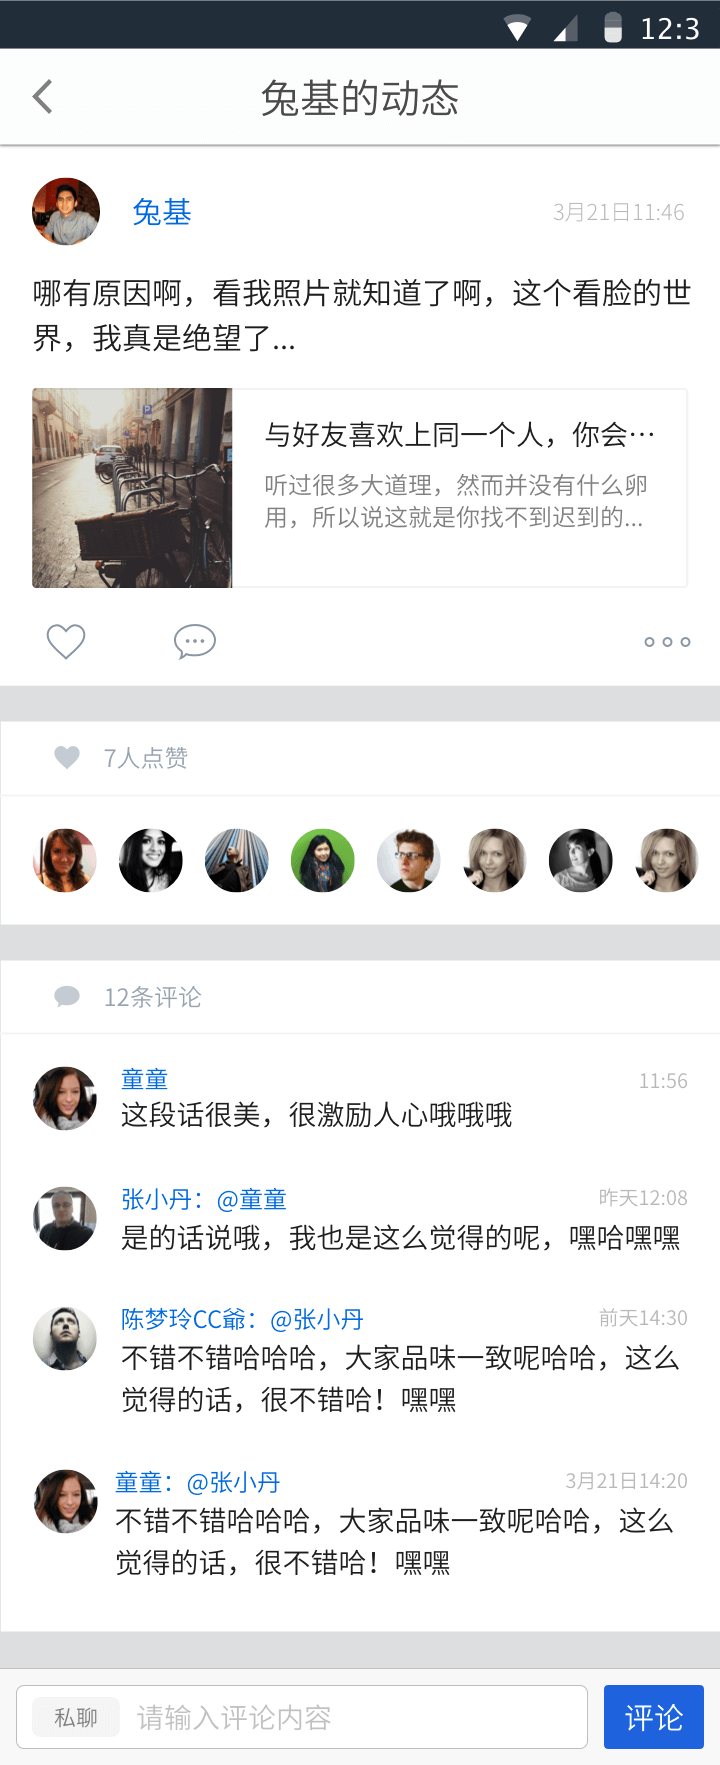 12:3
兔基的动态
兔基
3月21日11:46
哪有原因啊，看我照片就知道了啊，这个看脸的世
界，我真是绝望了...
P
与好友喜欢上同一个人，你会…
听过很多大道理，然而并没有什么卵
用，所以说这就是你找不到迟到的...
7人点赞
12条评论
童童
11:56
这段话很美，很激励人心哦哦哦
张小丹：@童童
昨天12:08
是的话说哦，我也是这么觉得的呢，嘿哈嘿嘿
陈梦玲CC爺：@张小丹
前天14:30
不错不错哈哈哈，大家品味一致呢哈哈，这么
觉得的话，很不错哈！嘿嘿
童童：@张小丹
3月21日14:20
不错不错哈哈哈，大家品味一致呢哈哈，这么
觉得的话，很不错哈！嘿嘿
私聊
请输入评论内容
评论